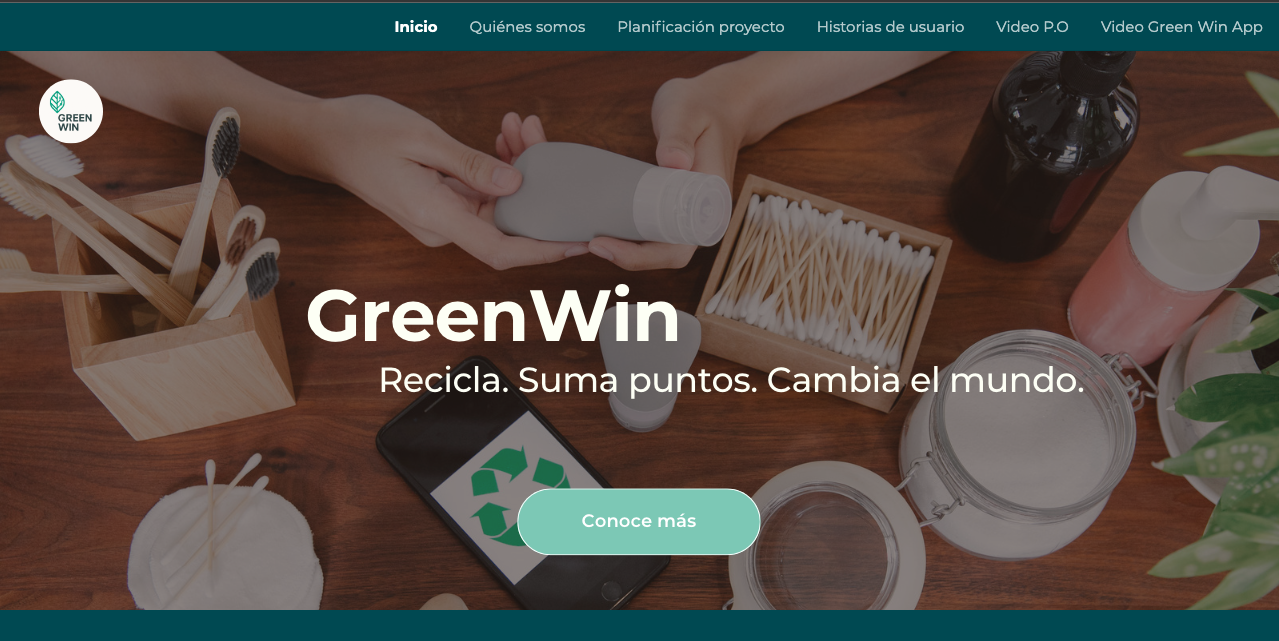 Inicio Quiénes somos Planificación proyecto Historias de usuario Video P.O Video Green Win App
GREEN
WIN
GreenWin
Recicla. Suma puntos. Cambia el mundo.
Conoce más